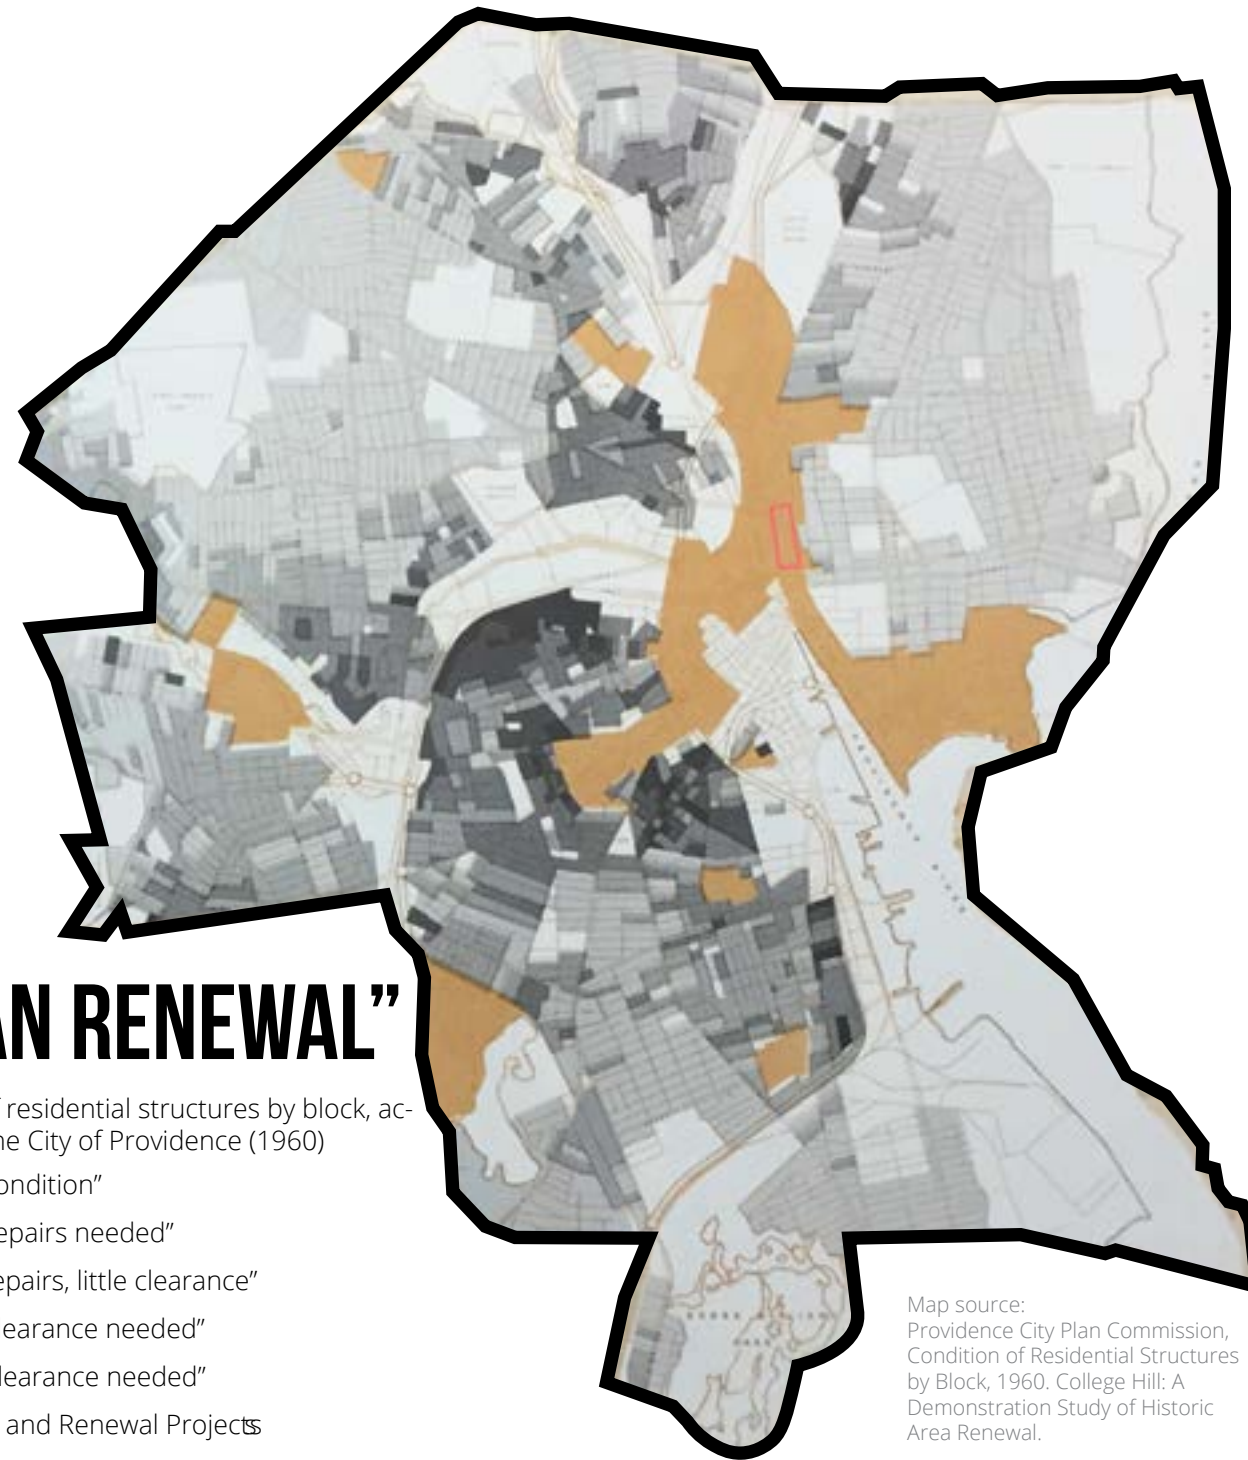 AN RENEWAL”
residential structures by block, ac-
ne City of Providence (1960)
ondition”
epairs needed”
epairs, little clearance”
learance needed”
learance needed”
and Renewal Projects
Map source:
Providence City Plan Commission,
Condition of Residential Structures
by Block, 1960. College Hill: A
Demonstration Study of Historic
Area Renewal.